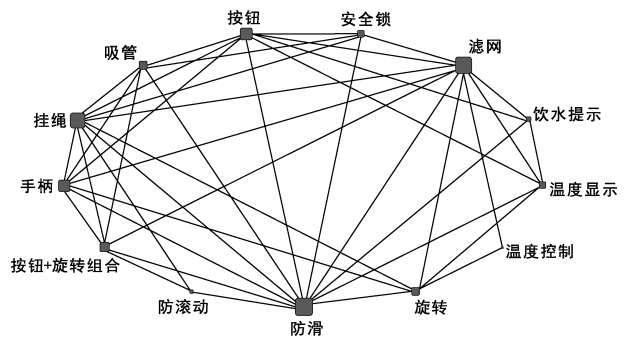 按钮
安全锁
滤网
吸管
饮水提示
挂绳
手柄
温度显示
按钮+旋转组合
温度控制
防滚动
旋转
防滑